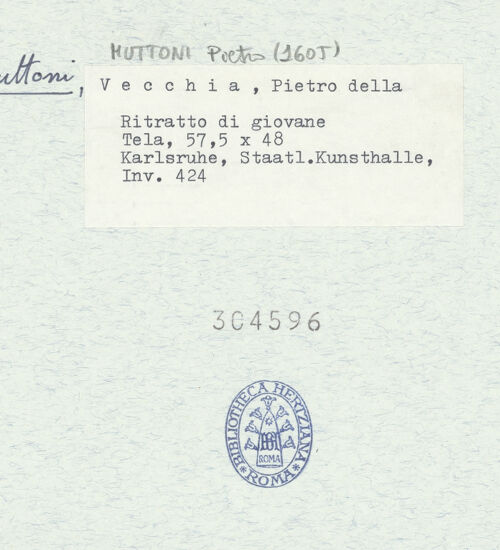 MUTTONI Pietro (1605)
uttoni,
V e c c h i a , Pietro della
Ritratto di giovane
Tela, 57,5 x 48
Karlsruhe, Staatl.Kunsthalle,
Inv. 424
304596
BIBLIOTHECA HERTZIANA
ROMA
* ROMA *